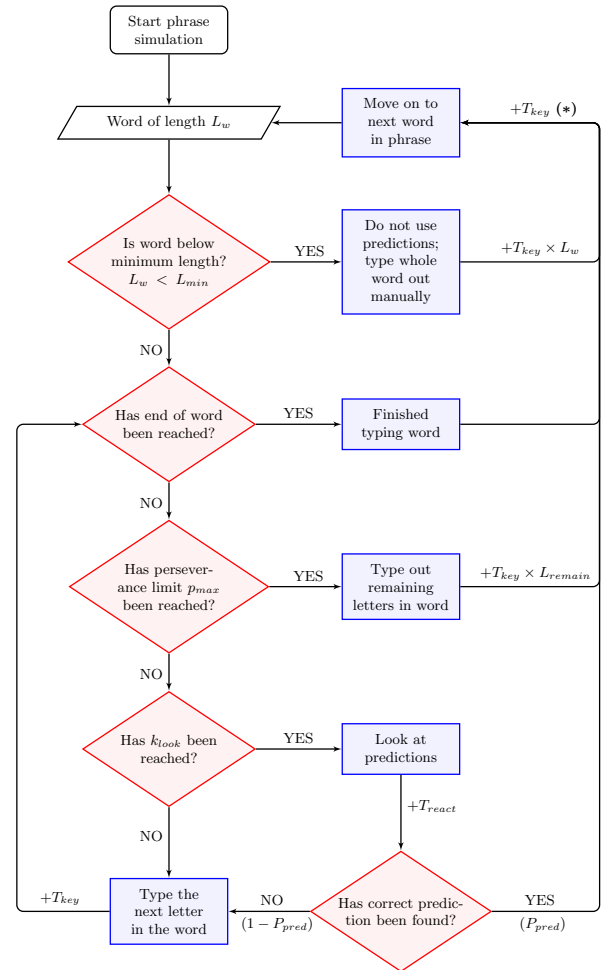 Start phrase
simulation
Word of length L_w
Move on to
next word
in phrase
+T_key (*)
Is word below
minimum length?
L_w < L_min
YES
Do not use
predictions;
type whole
word out
manually
+T_key × L_w
NO
Has end of word
been reached?
YES
Finished
typing word
NO
Has persever-
ance limit p_max
been reached?
YES
Type out
remaining
letters in word
+T_key × L_remain
NO
Has k_look been
reached?
YES
Look at
predictions
+T_react
NO
+T_key
Type the
next letter
in the word
NO
(1 − P_pred)
Has correct predic-
tion been found?
YES
(P_pred)